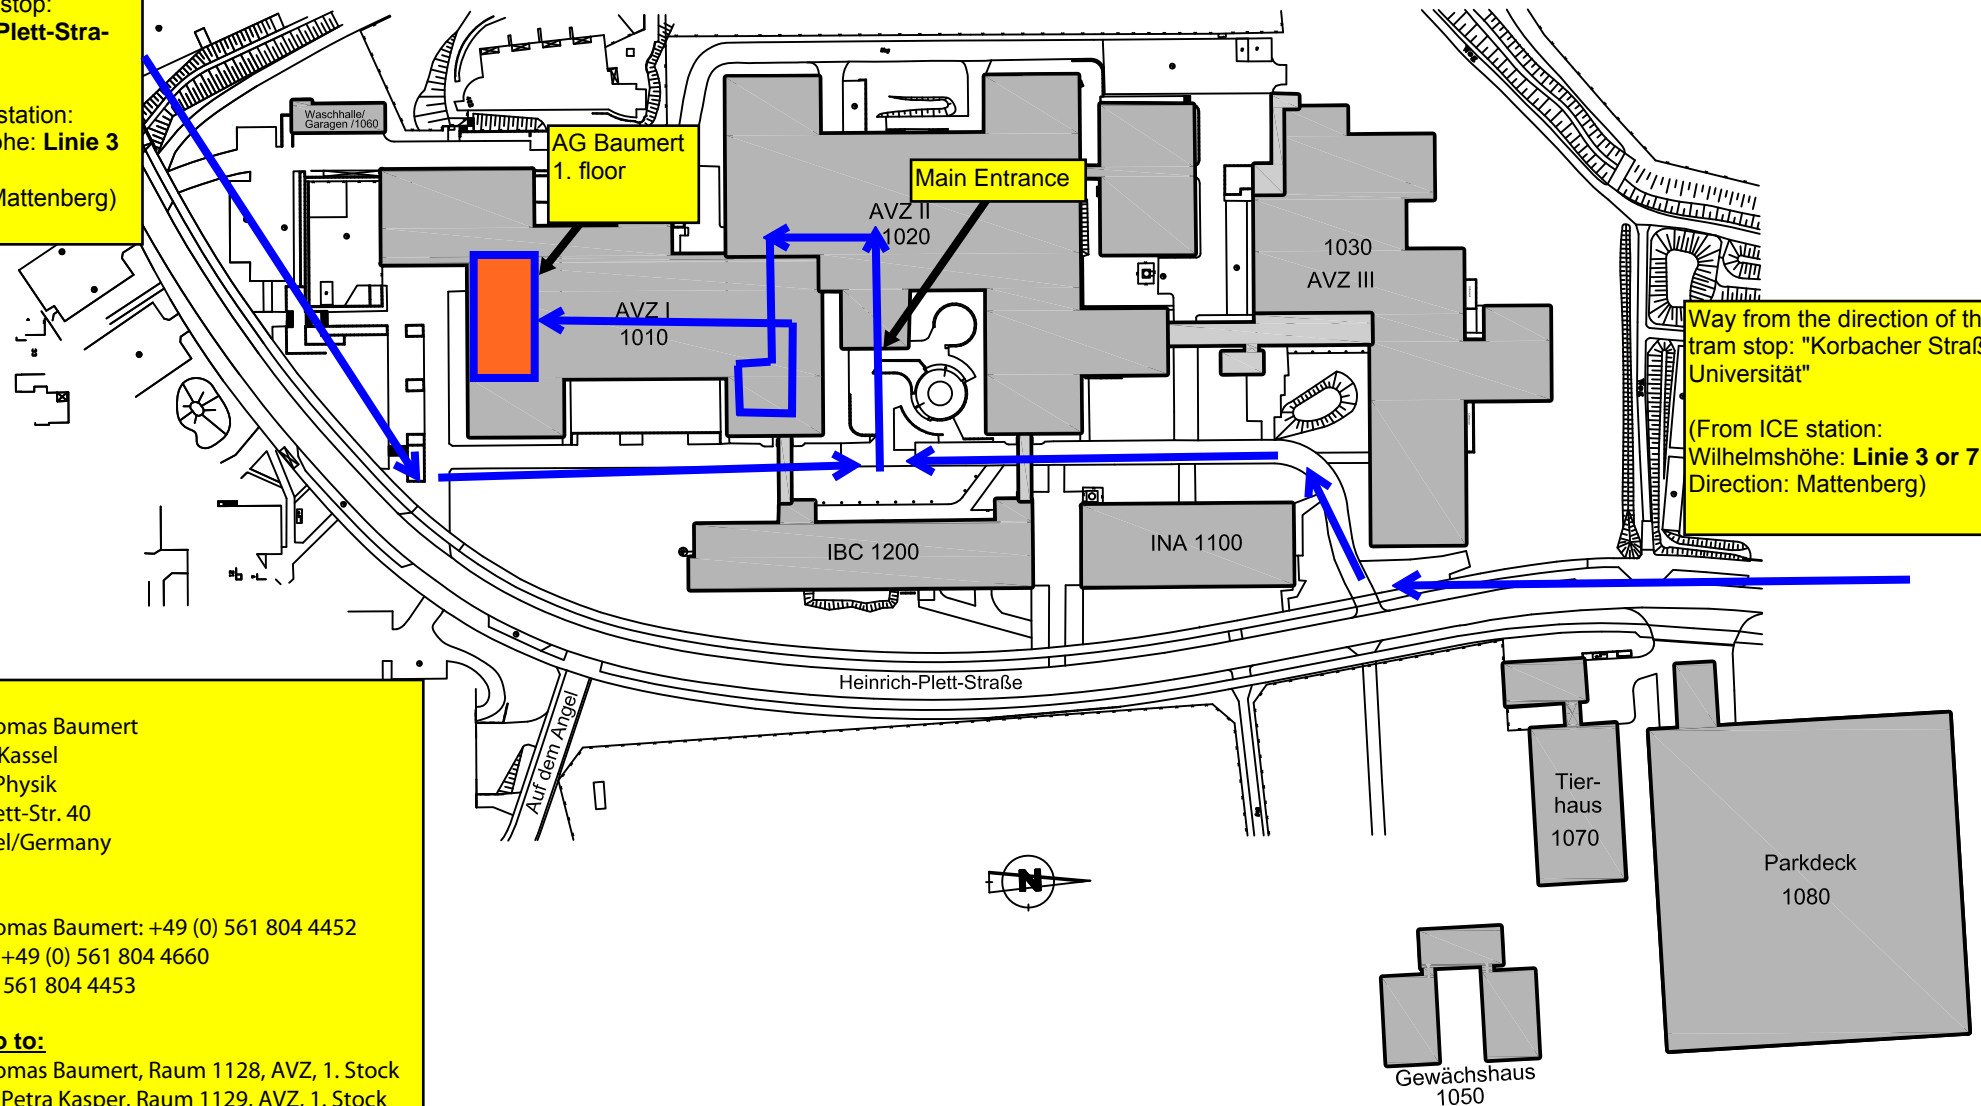 stop:
Plett-Stra-
station:
öhe: Linie 3
Mattenberg)
Waschhalle/
Garagen /1060
AG Baumert
1. floor
Main Entrance
AVZ II
1020
AVZ I
1010
1030
AVZ III
Way from the direction of th
tram stop: "Korbacher Straß
Universität"
(From ICE station:
Wilhelmshöhe: Linie 3 or 7
Direction: Mattenberg)
IBC 1200
INA 1100
Heinrich-Plett-Straße
Auf dem Angel
omas Baumert
Kassel
Physik
ett-Str. 40
el/Germany
omas Baumert: +49 (0) 561 804 4452
+49 (0) 561 804 4660
561 804 4453
o to:
omas Baumert, Raum 1128, AVZ, 1. Stock
Petra Kasper, Raum 1129, AVZ, 1. Stock
N
Tier-
haus
1070
Parkdeck
1080
Gewächshaus
1050